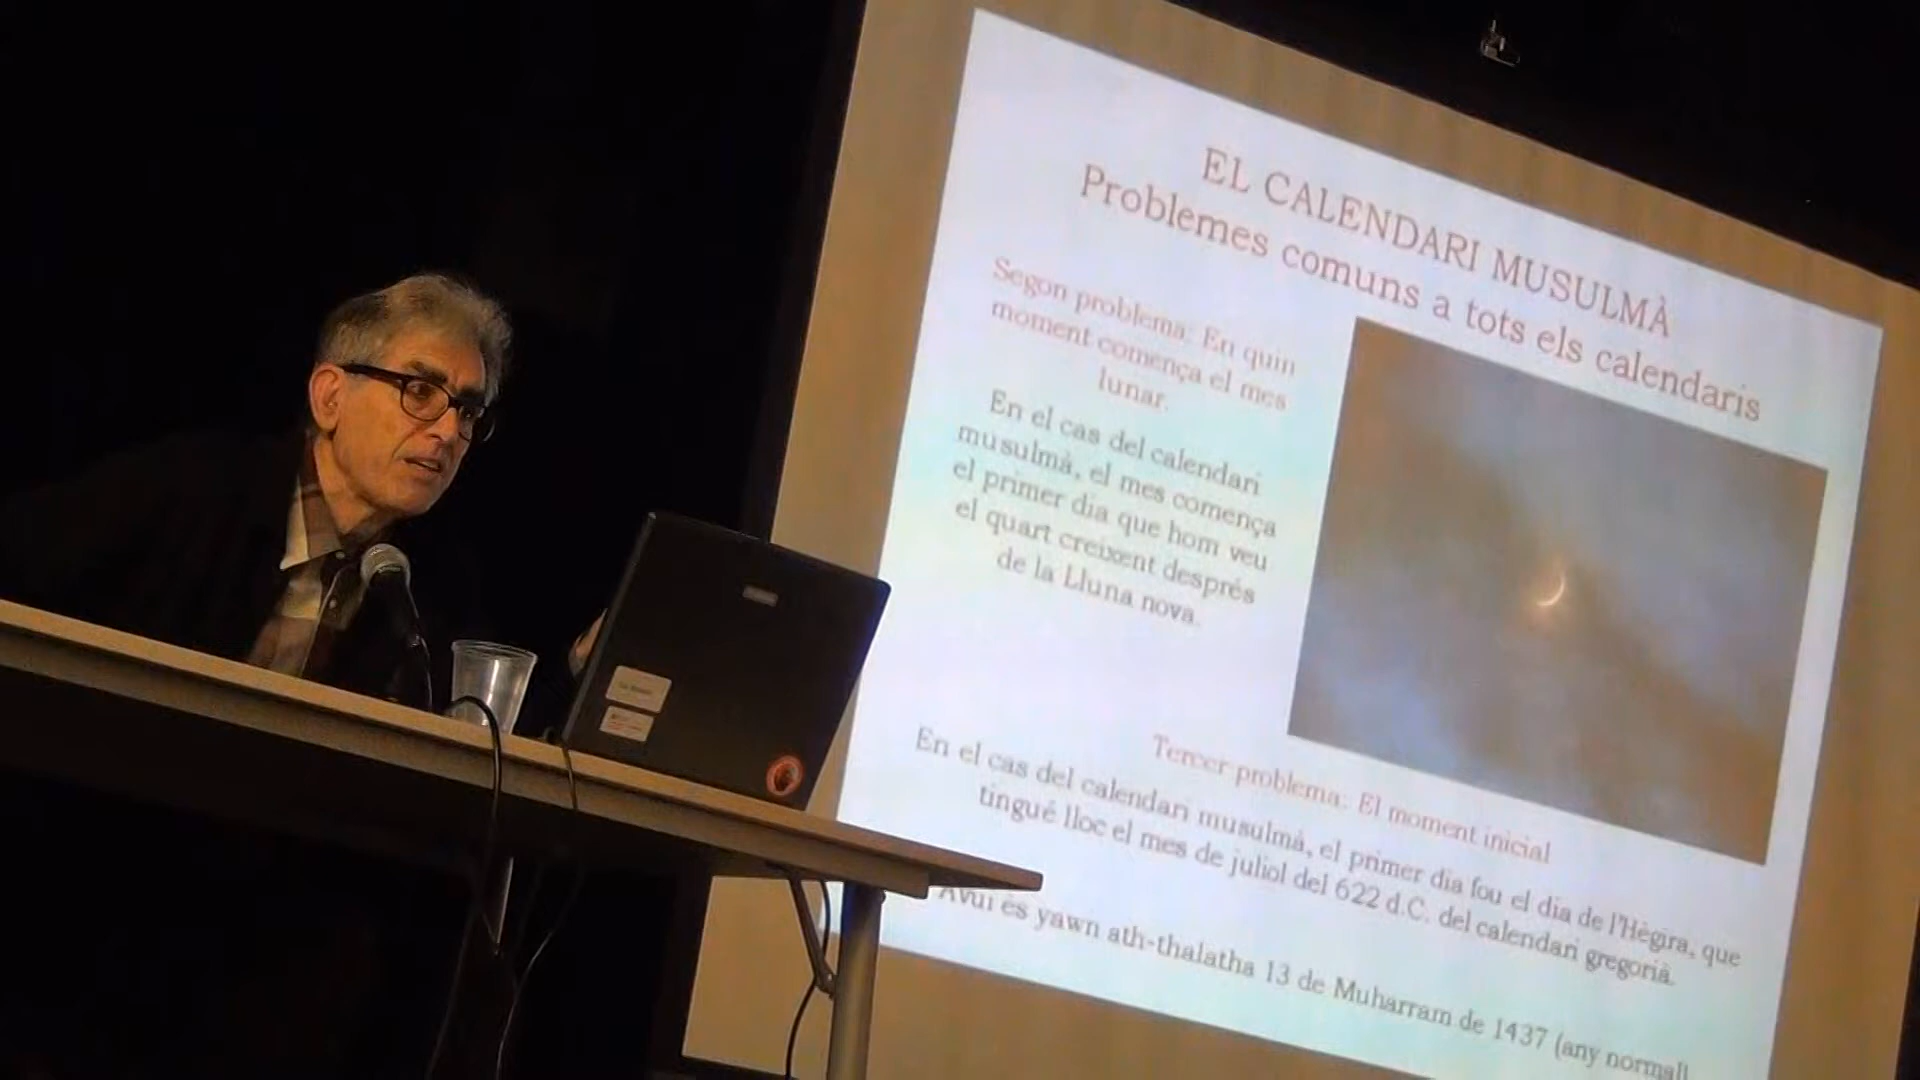 EL CALENDARI MUSULMÀ
Problemes comuns a tots els calendaris
Segon problema: En quin
moment comença el mes
lunar.
En el cas del calendari
musulmà, el mes comença
el primer dia que hom veu
el quart creixent després
de la Lluna nova.
Tercer problema: El moment inicial
En el cas del calendari musulmà, el primer dia fou el dia de l'Hègira, que
tingué lloc el mes de juliol del 622 d.C. del calendari gregorià.
Avui és yawn ath-thalatha 13 de Muharram de 1437 (any normal)